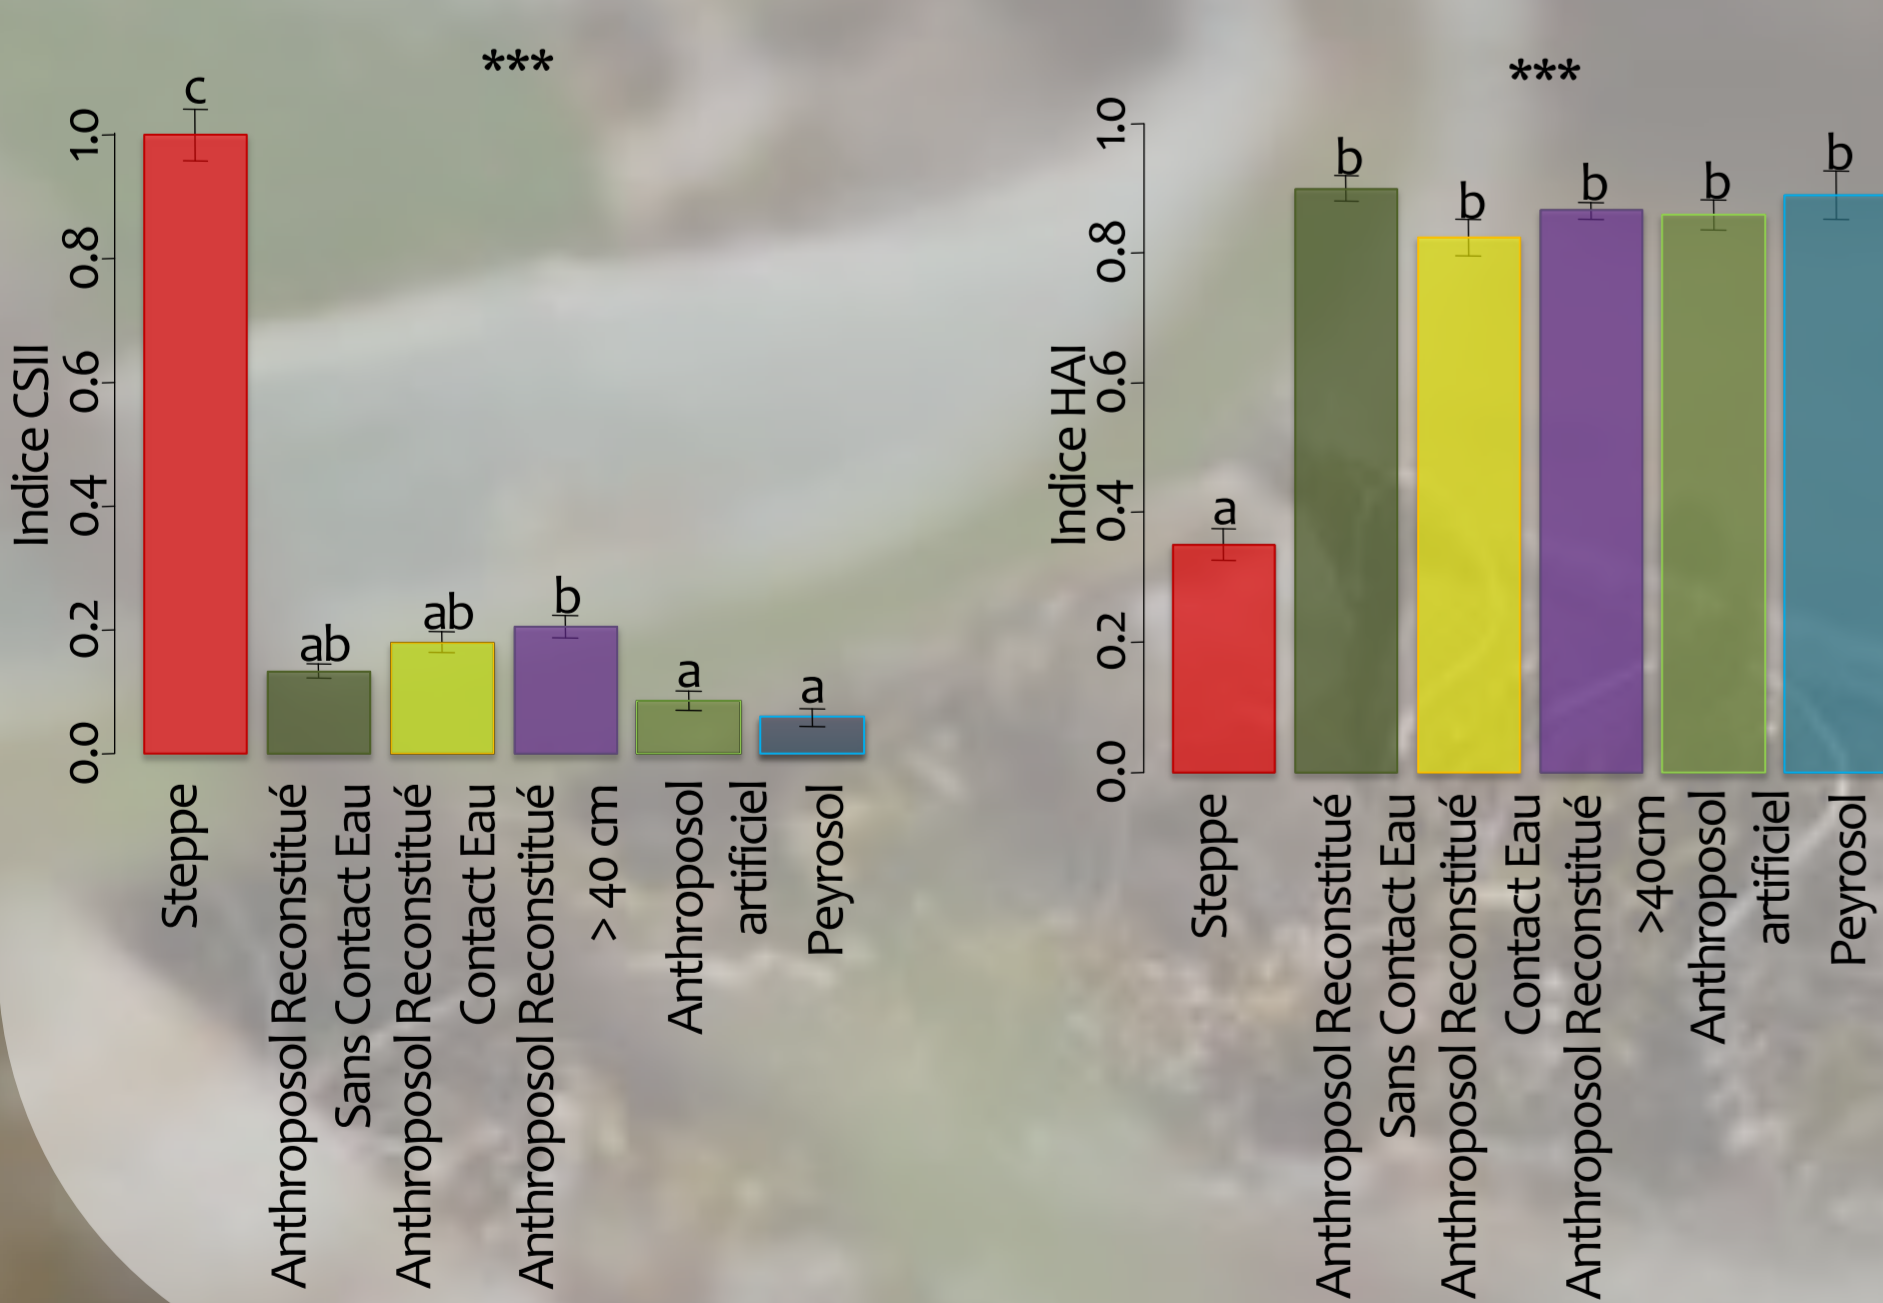 ***
Indice CSII
1.0
0.8
0.6
0.4
0.2
0.0
c
ab
ab
b
a
a
Steppe
Anthroposol Reconstitué
Sans Contact Eau
Anthroposol Reconstitué
Contact Eau
Anthroposol Reconstitué
> 40 cm
Anthroposol
artificiel
Peyrosol
***
Indice HAI
1.0
0.8
0.6
0.4
0.2
0.0
a
b
b
b
b
b
Steppe
Anthroposol Reconstitué
Sans Contact Eau
Anthroposol Reconstitué
Contact Eau
Anthroposol Reconstitué
>40cm
Anthroposol
artificiel
Peyrosol